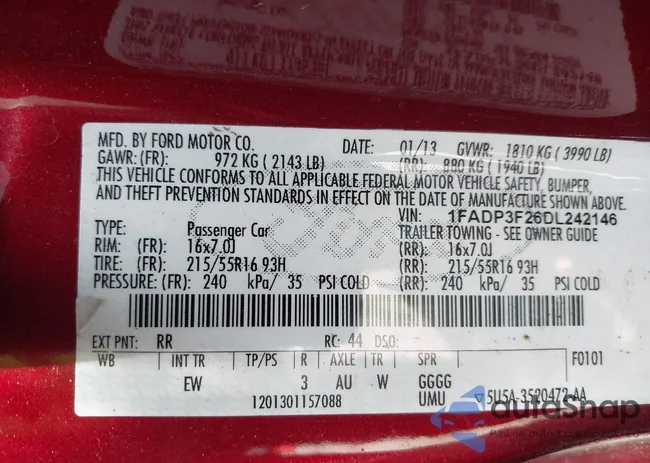 MFD. BY FORD MOTOR CO. DATE: 01/13 GVWR: 1810 KG ( 3990 LB)
GAWR: (FR): 972 KG ( 2143 LB) (RR): 880 KG ( 1940 LB)
THIS VEHICLE CONFORMS TO ALL APPLICABLE FEDERAL MOTOR VEHICLE SAFETY, BUMPER,
AND THEFT PREVENTION STANDARDS IN EFFECT ON THE DATE OF MANUFACTURE SHOWN ABOVE.
VIN: 1FADP3F26DL242146
TYPE: Passenger Car TRAILER TOWING - SEE OWNER GUIDE
RIM: (FR): 16x7.0J (RR): 16x7.0J
TIRE: (FR): 215/55R16 93H (RR): 215/55R16 93H
PRESSURE: (FR): 240 kPa/ 35 PSI COLD (RR): 240 kPa/ 35 PSI COLD
EXT PNT: RR RC: 44 DSO: F0101
WB INT TR TP/PS R AXLE TR SPR
EW 3 AU W GGGG
1201301157088 UMU ▽5U5A-3520472-AA
autoSnap